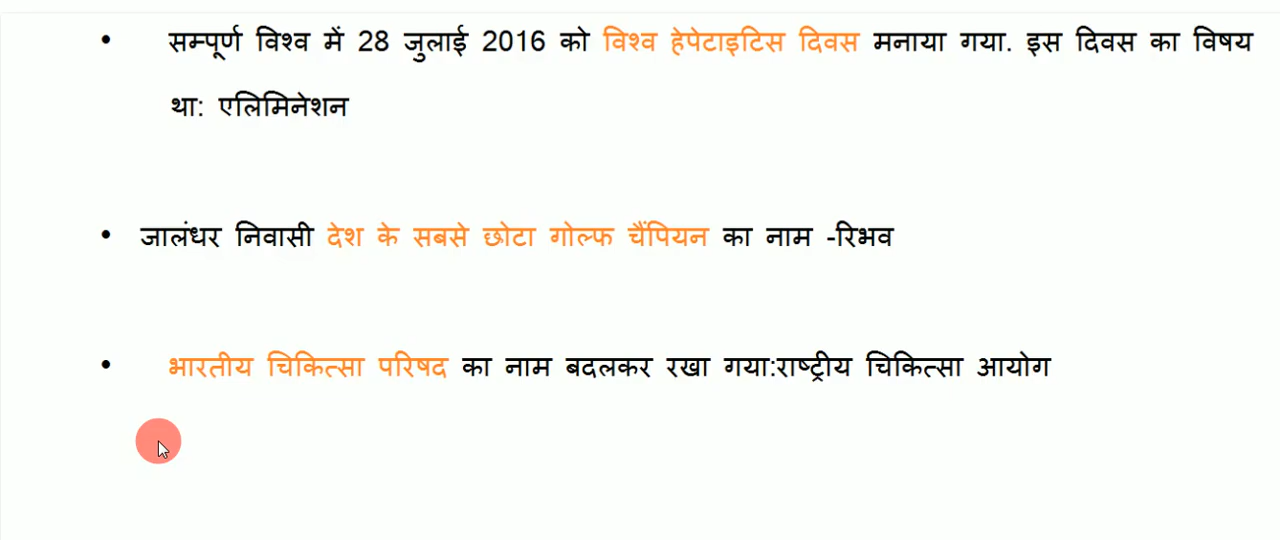 • सम्पूर्ण विश्व में 28 जुलाई 2016 को विश्व हेपेटाइटिस दिवस मनाया गया. इस दिवस का विषय
था: एलिमिनेशन
• जालंधर निवासी देश के सबसे छोटा गोल्फ चैंपियन का नाम -रिभव
• भारतीय चिकित्सा परिषद का नाम बदलकर रखा गया:राष्ट्रीय चिकित्सा आयोग